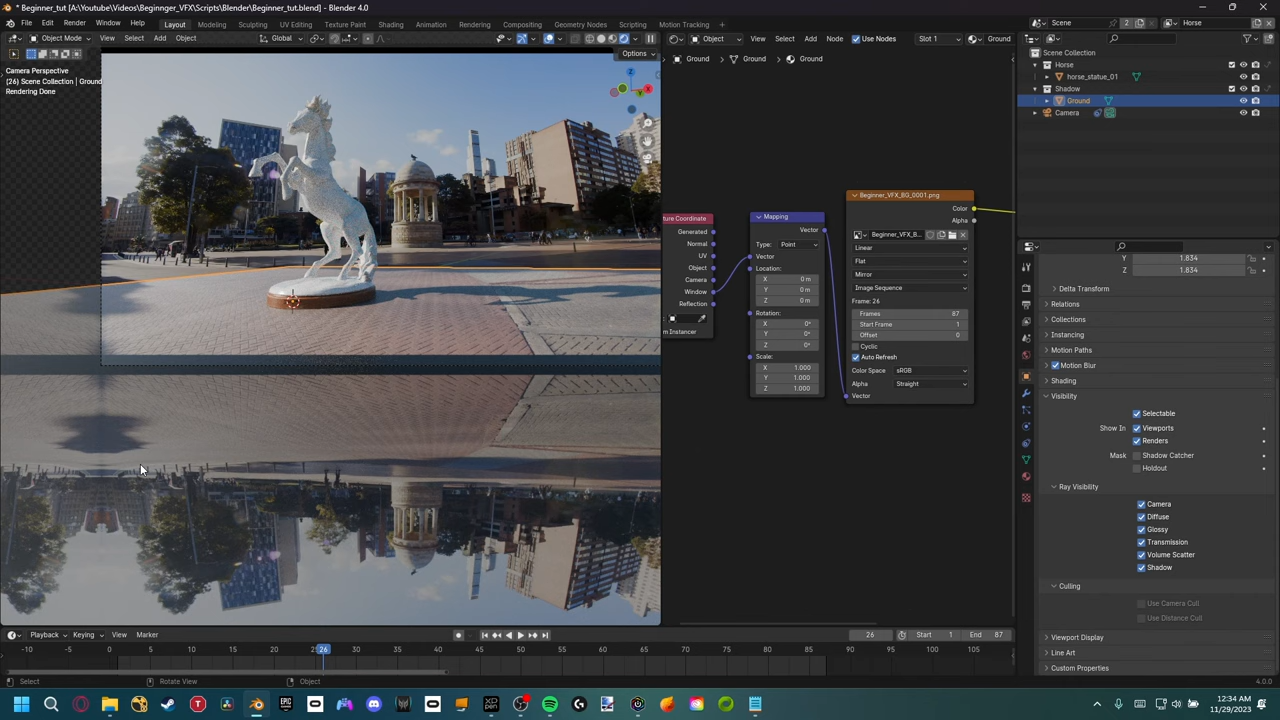 * Beginner_tut [A:\Youtube\Videos\Beginnger_VFX\Scripts\Blender\Beginner_tut.blend] - Blender 4.0
File Edit Render Window Help
Layout Modeling Sculpting UV Editing Texture Paint Shading Animation Rendering Compositing Geometry Nodes Scripting Motion Tracking +
Scene 2 Horse
Object Mode View Select Add Object Global
Object View Select Add Node Use Nodes Slot 1 Ground
Options
Camera Perspective
(26) Scene Collection | Ground
Rendering Done
Z
X
Y
Ground > Ground > Ground
Scene Collection
Horse
horse_statue_01
Shadow
Ground
Camera
ture Coordinate
Generated
Normal
UV
Object
Camera
Window
Reflection
m Instancer
Mapping
Vector
Type: Point
Vector
Location:
X 0 m
Y 0 m
Z 0 m
Rotation:
X 0°
Y 0°
Z 0°
Scale:
X 1.000
Y 1.000
Z 1.000
Beginner_VFX_BG_0001.png
Color
Alpha
Beginner_VFX_B...
Linear
Flat
Mirror
Image Sequence
Frame: 26
Frames 87
Start Frame 1
Offset 0
Cyclic
Auto Refresh
Color Space sRGB
Alpha Straight
Vector
Y 1.834
Z 1.834
Delta Transform
Relations
Collections
Instancing
Motion Paths
Motion Blur
Shading
Visibility
Selectable
Show In Viewports
Renders
Mask Shadow Catcher
Holdout
Ray Visibility
Camera
Diffuse
Glossy
Transmission
Volume Scatter
Shadow
Culling
Use Camera Cull
Use Distance Cull
Viewport Display
Line Art
Custom Properties
Playback Keying View Marker 26 Start 1 End 87
-10 -5 0 5 10 15 20 26 30 35 40 45 50 55 60 65 70 75 80 85 90 95 100 105
Select Rotate View Object 4.0.0
12:34 AM
11/29/2023